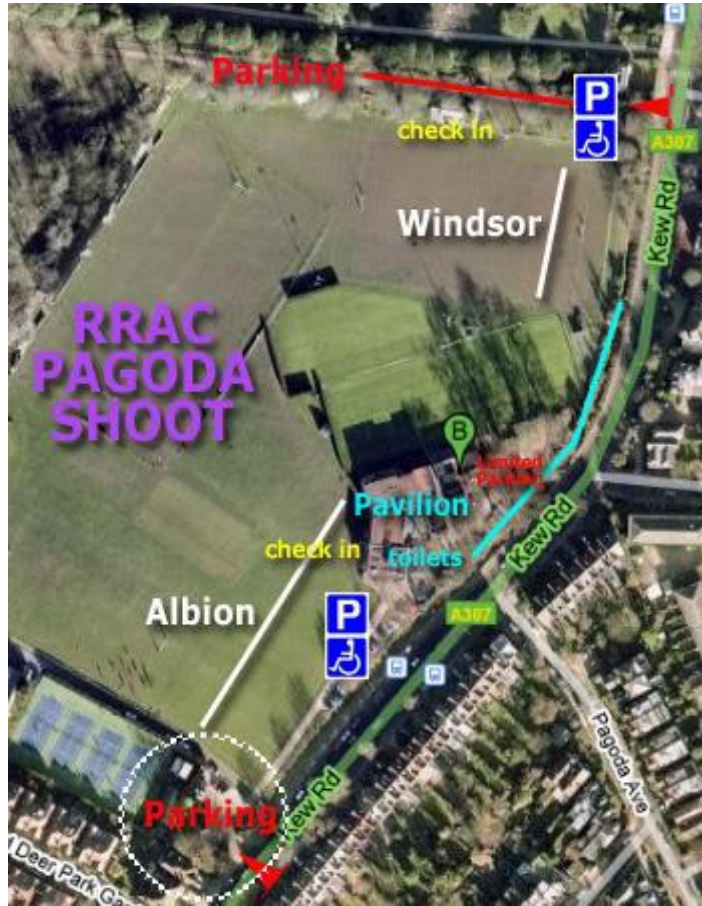 Parking
P
check in
A307
Windsor
Kew Rd
RRAC
PAGODA
SHOOT
B
Limited
Parking
Pavilion
check in
toilets
Kew Rd
Albion
P
A307
Pagoda Ave
Parking
Kew Rd
Deer Park Gar